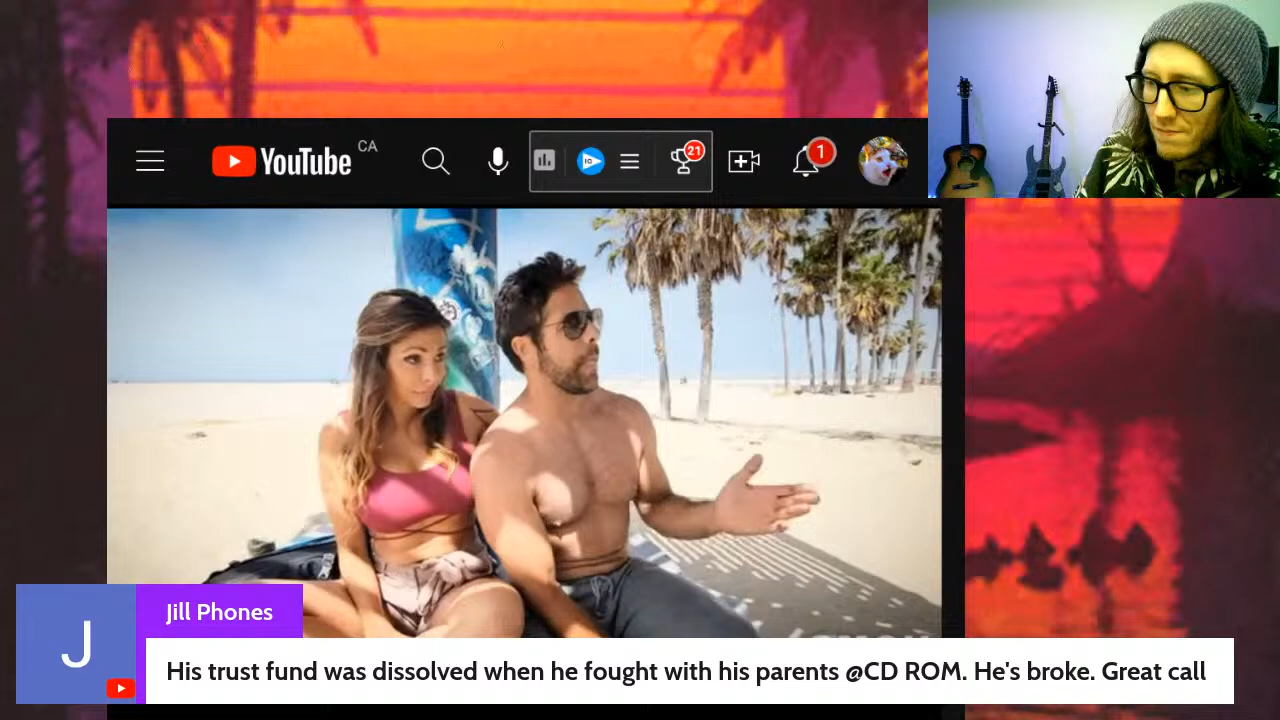 YouTube CA
21
1
J
Jill Phones
His trust fund was dissolved when he fought with his parents @CD ROM. He's broke. Great call